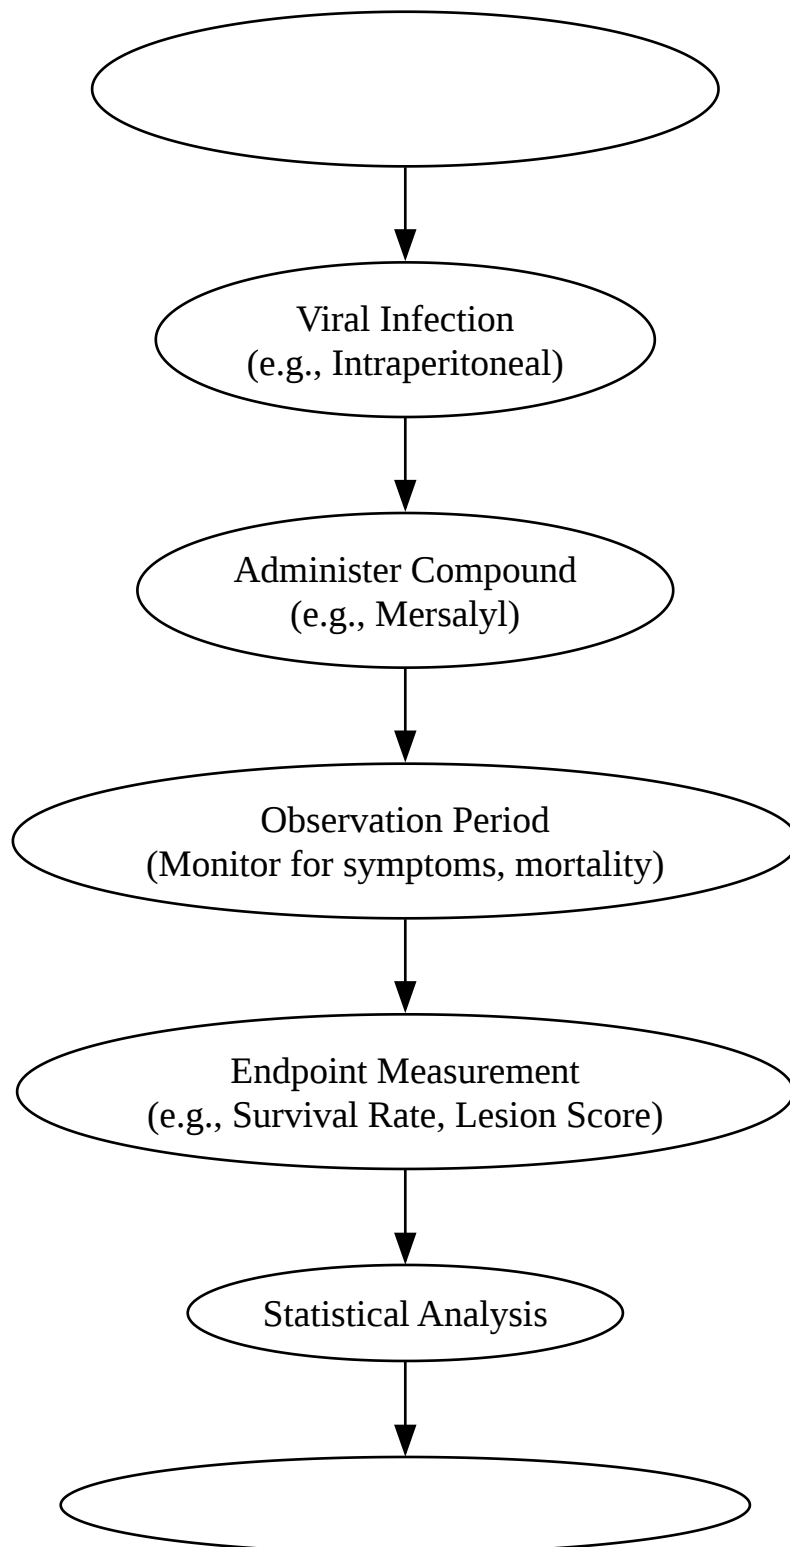 Viral Infection
(e.g., Intraperitoneal)
Administer Compound
(e.g., Mersalyl)
Observation Period
(Monitor for symptoms, mortality)
Endpoint Measurement
(e.g., Survival Rate, Lesion Score)
Statistical Analysis